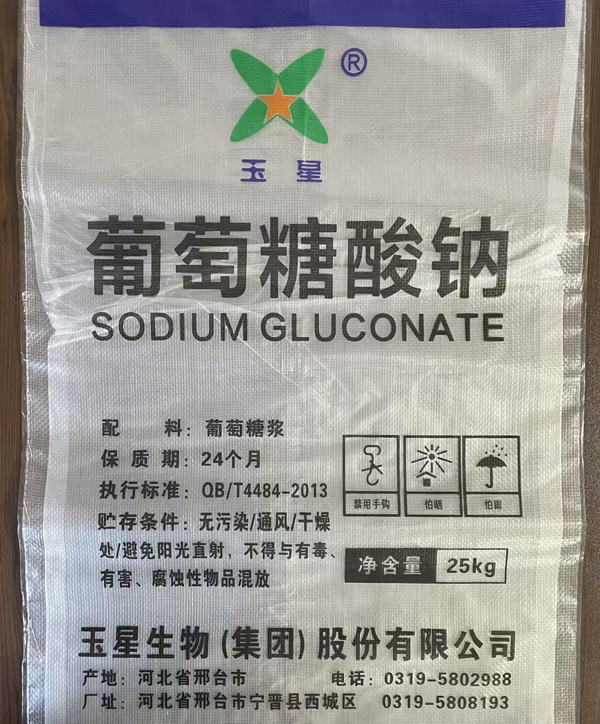 ®
玉星
葡萄糖酸钠
SODIUM GLUCONATE
配料：葡萄糖浆
保质期：24个月
执行标准：QB/T4484-2013
贮存条件：无污染/通风/干燥
处/避免阳光直射，不得与有毒、
有害、腐蚀性物品混放
禁用手钩 怕晒 怕雨
净含量 25kg
玉星生物(集团)股份有限公司
产地：河北省邢台市 电话：0319-5802988
厂址：河北省邢台市宁晋县西城区 0319-5808193